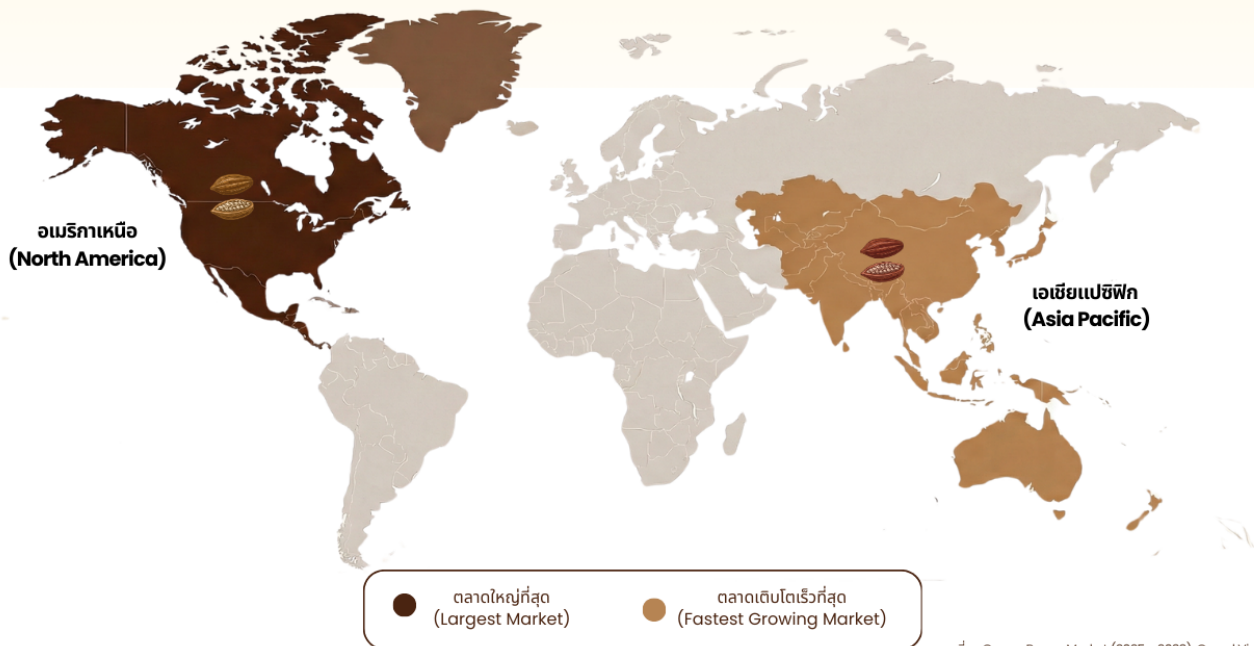 อเมริกาเหนือ
(North America)
เอเชียแปซิฟิก
(Asia Pacific)
ตลาดใหญ่ที่สุด
(Largest Market)
ตลาดเติบโตเร็วที่สุด
(Fastest Growing Market)